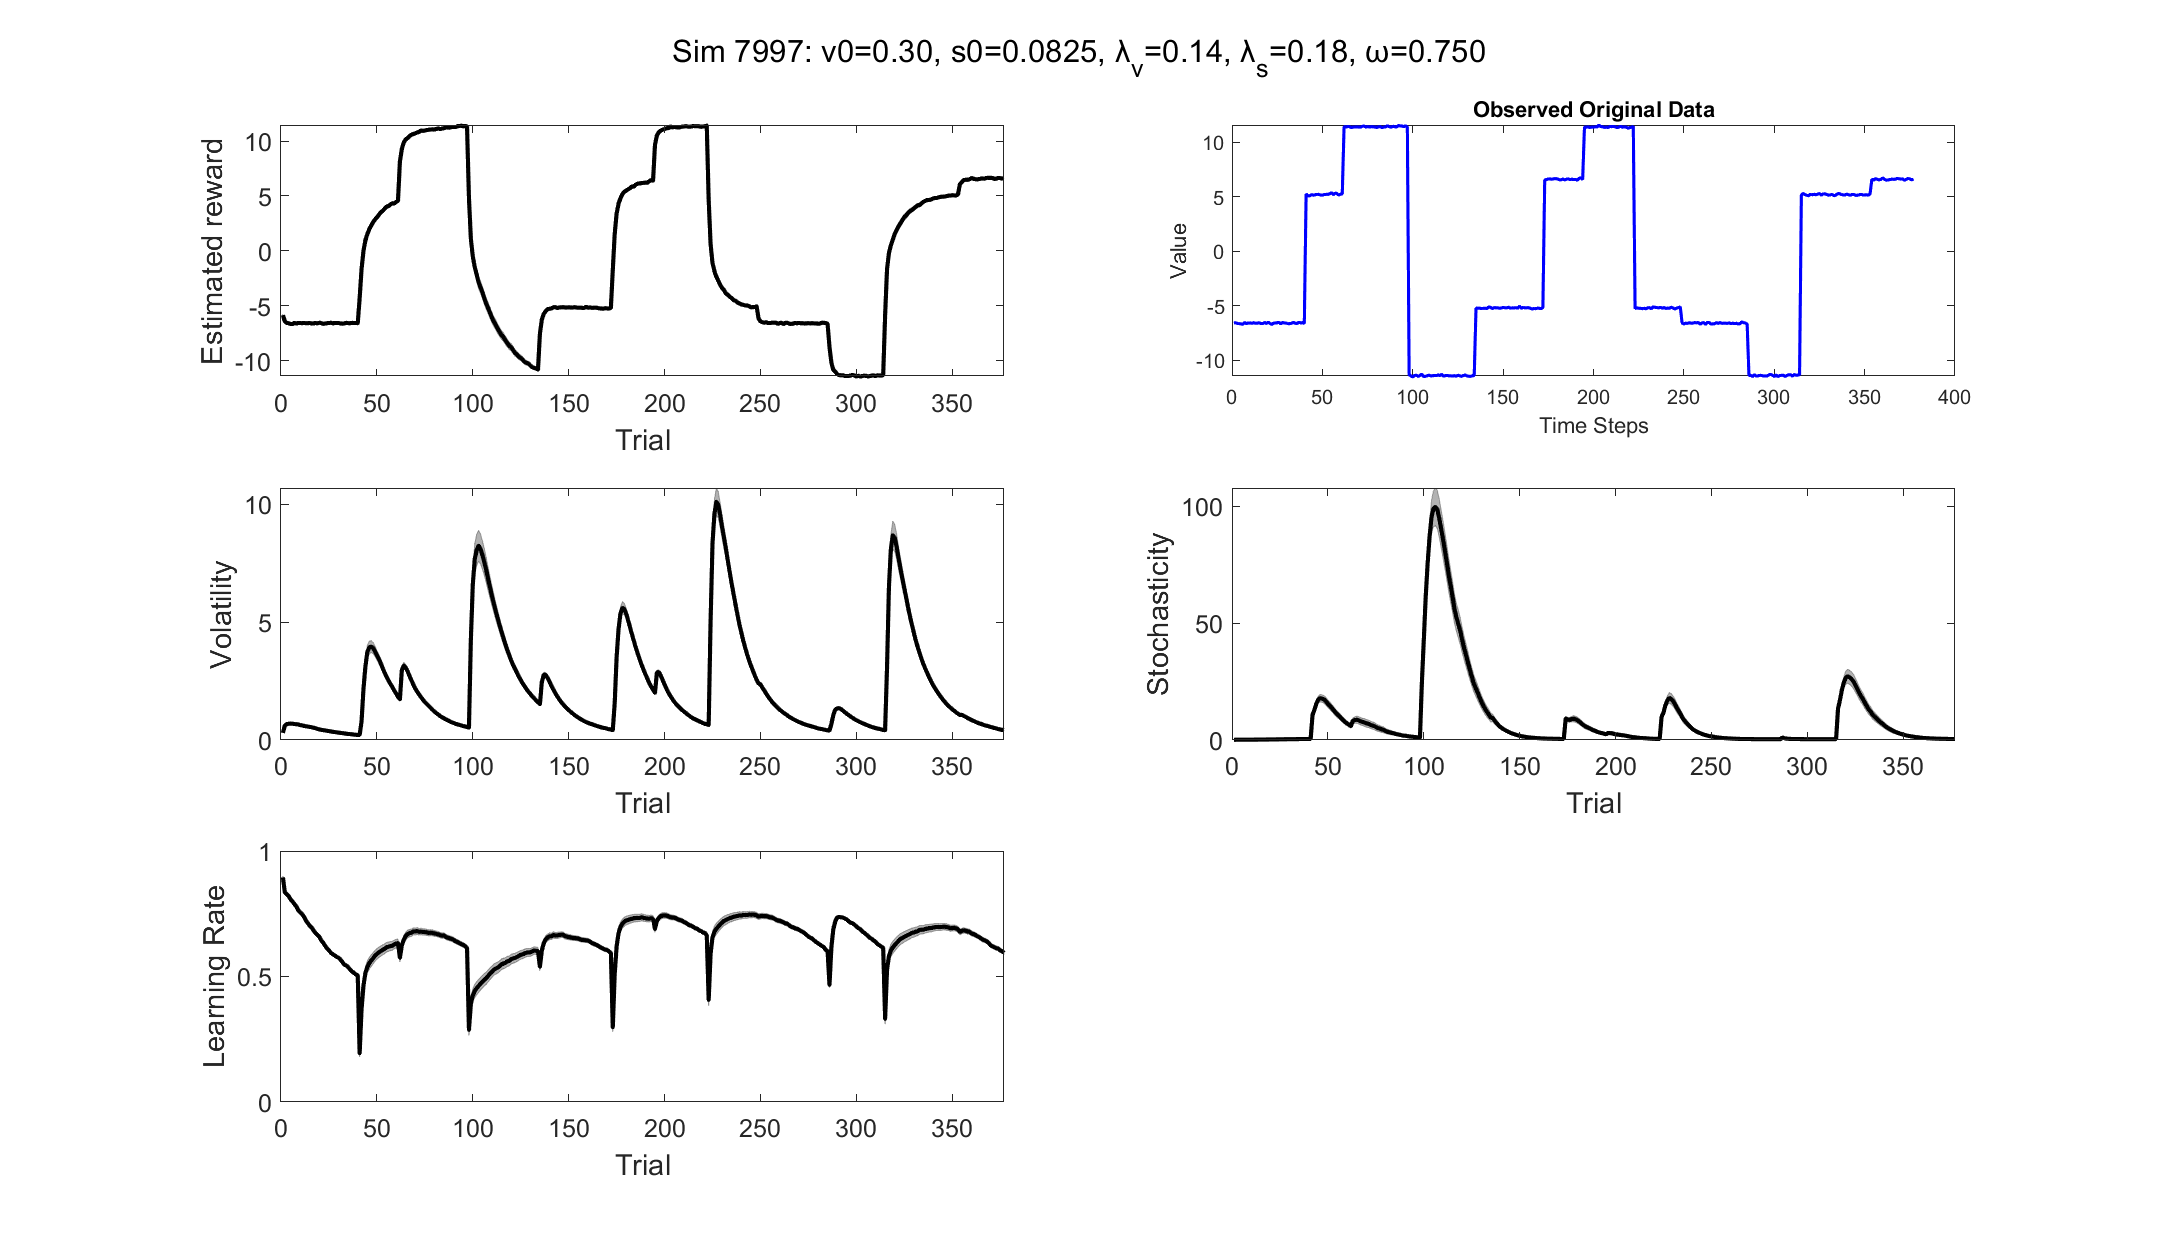 Sim 7997: v0=0.30, s0=0.0825, λ_v=0.14, λ_s=0.18, ω=0.750
Estimated reward
10
5
0
-5
-10
0 50 100 150 200 250 300 350
Trial
Observed Original Data
Value
10
5
0
-5
-10
0 50 100 150 200 250 300 350 400
Time Steps
Volatility
10
5
0
0 50 100 150 200 250 300 350
Trial
Stochasticity
100
50
0
0 50 100 150 200 250 300 350
Trial
Learning Rate
1
0.5
0
0 50 100 150 200 250 300 350
Trial